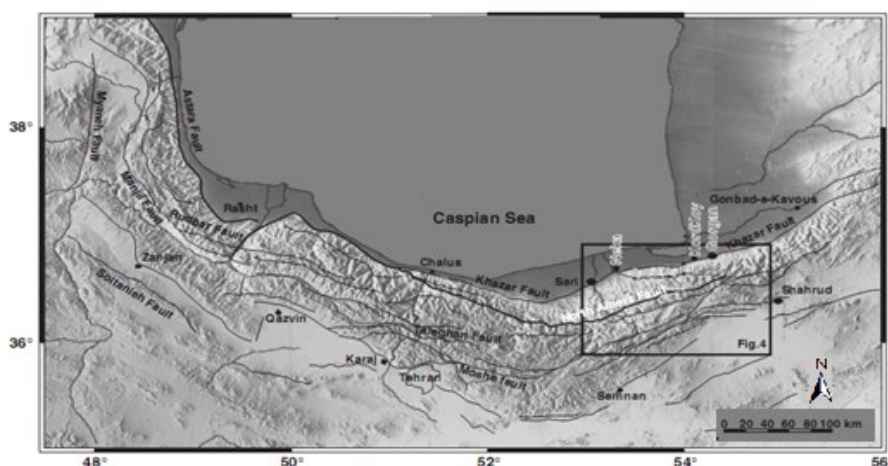 38°
36°
Myaneh Fault
Astara Fault
Manjil Fault
Rudbar Fault
Rasht
Caspian Sea
Gonbad-e-Kavous
Khazar Fault
Chalus
Khazar Fault
Sari
Zanjan
Soltanieh Fault
Shahrud
Qazvin
Taleghan Fault
Fig.4
Karaj
Mosha fault
Tehran
Semnan
N
0 20 40 60 80 100 km
48°
50°
52°
54°
56